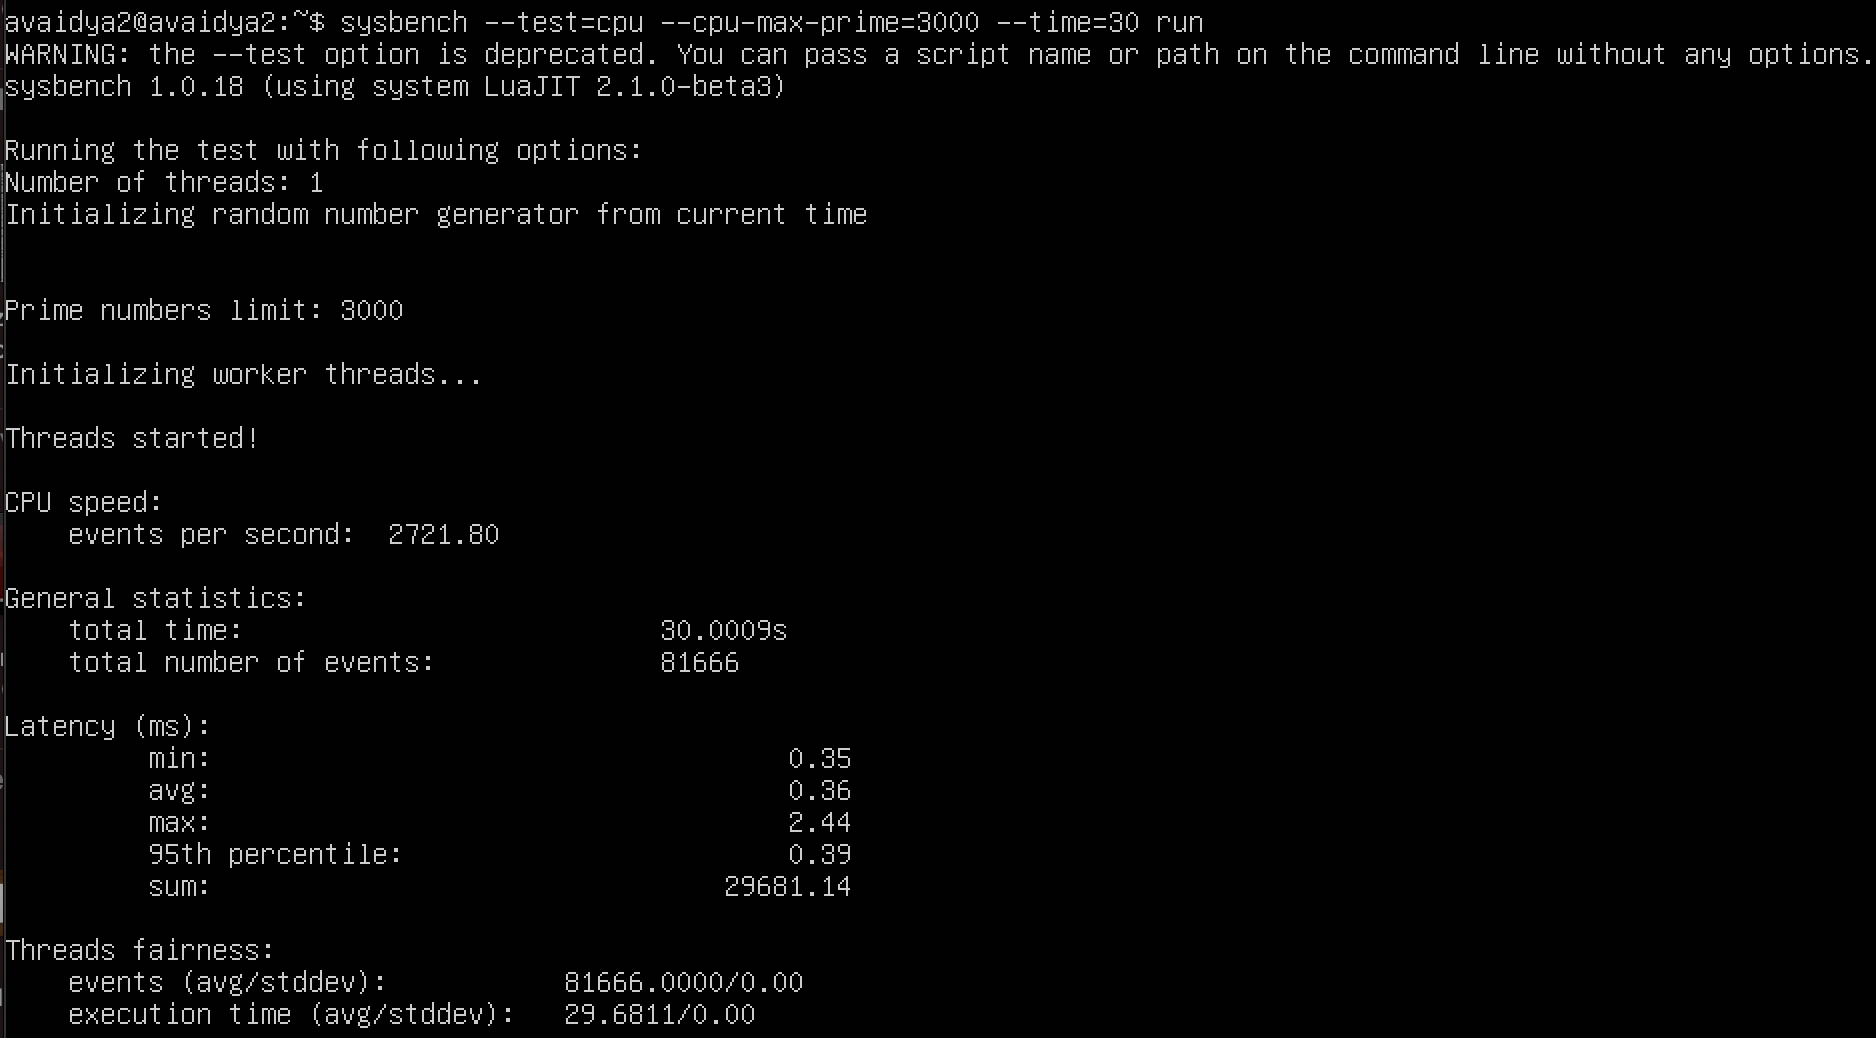 avaidya2@avaidya2:~$ sysbench --test=cpu --cpu-max-prime=3000 --time=30 run
WARNING: the --test option is deprecated. You can pass a script name or path on the command line without any options.
sysbench 1.0.18 (using system LuaJIT 2.1.0-beta3)
Running the test with following options:
Number of threads: 1
Initializing random number generator from current time
Prime numbers limit: 3000
Initializing worker threads...
Threads started!
CPU speed:
events per second: 2721.80
General statistics:
total time: 30.0009s
total number of events: 81666
Latency (ms):
min: 0.35
avg: 0.36
max: 2.44
95th percentile: 0.39
sum: 29681.14
Threads fairness:
events (avg/stddev): 81666.0000/0.00
execution time (avg/stddev): 29.6811/0.00